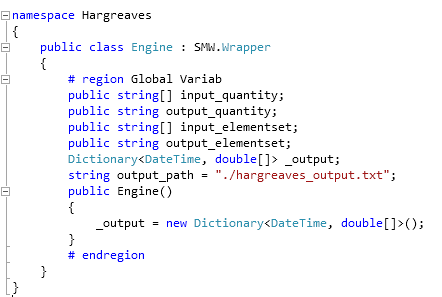 namespace Hargreaves
{
public class Engine : SMW.Wrapper
{
# region Global Variab
public string[] input_quantity;
public string output_quantity;
public string[] input_elementset;
public string output_elementset;
Dictionary<DateTime, double[]> _output;
string output_path = "./hargreaves_output.txt";
public Engine()
{
_output = new Dictionary<DateTime, double[]>();
}
# endregion
}
}